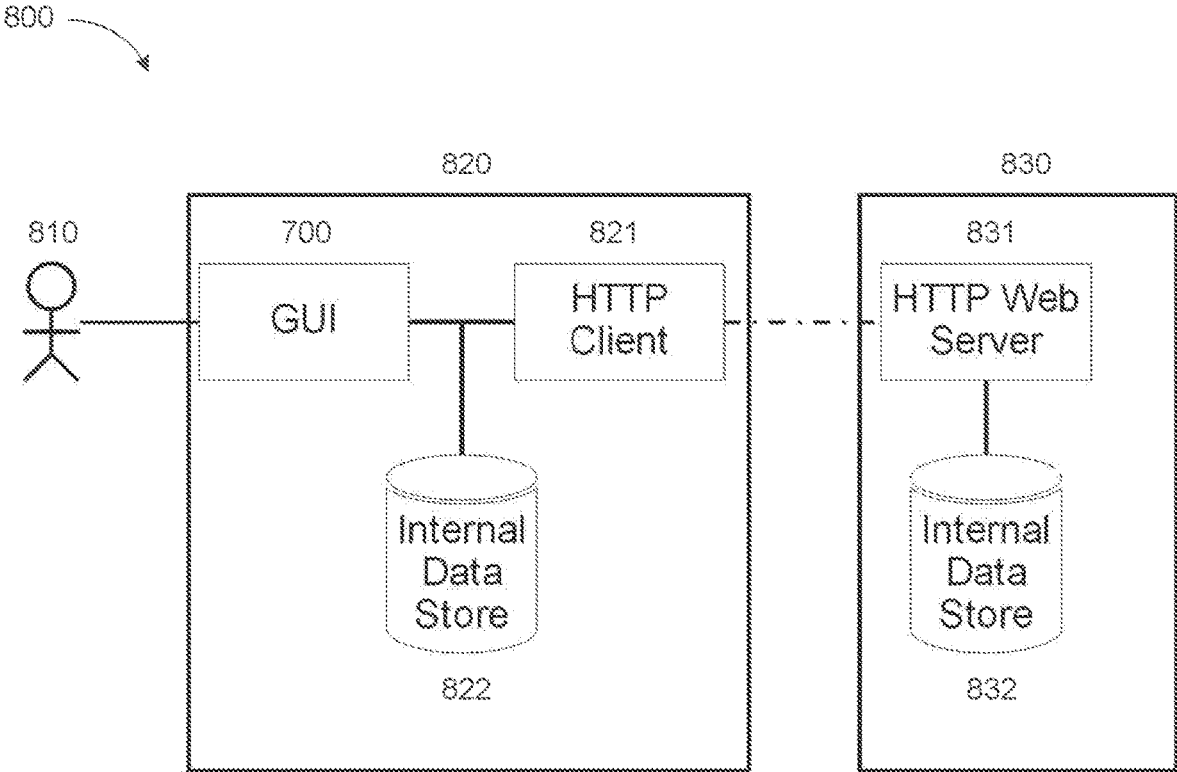 800
820
830
810
700
821
831
GUI
HTTP
Client
HTTP Web
Server
Internal
Data
Store
Internal
Data
Store
822
832